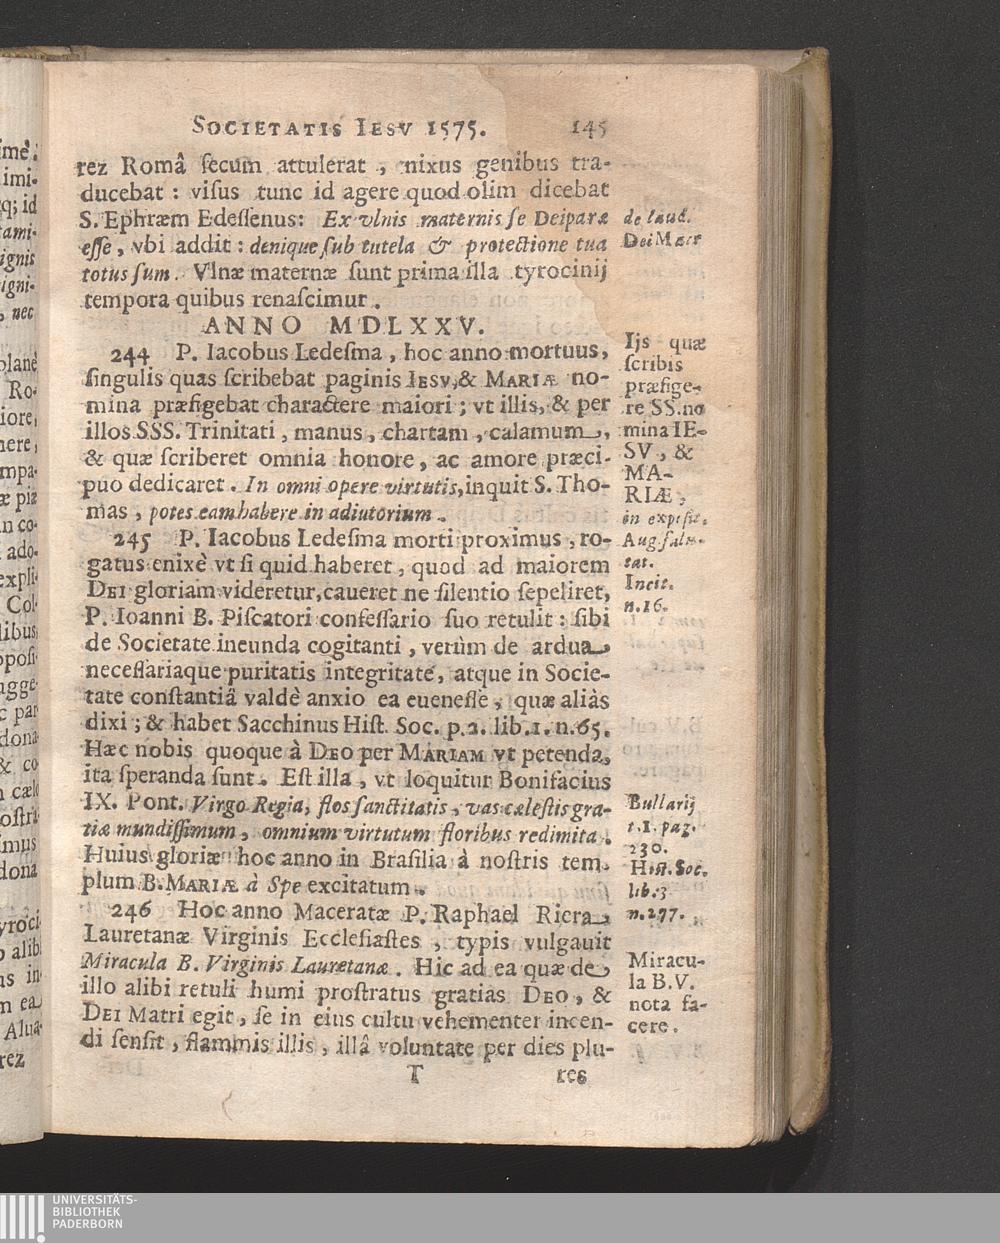 SOCIETATIS IESV 1575. 145
rez Româ ſecum attulerat, nixus genibus tra-
ducebat: viſus tunc id agere quod olim dicebat
S. Ephræm Edeſſenus: Ex vlnis maternis ſe Deiparæ
eſſe, vbi addit: denique ſub tutela & protectione tua
totus ſum. Vlnæ maternæ ſunt prima illa tyrocinij
tempora quibus renaſcimur.
ANNO MDLXXV.
244 P. Iacobus Ledeſma, hoc anno mortuus,
ſingulis quas ſcribebat paginis IESV, & MARIÆ no-
mina præfigebat charactere maiori; vt illis, & per
illos SSS. Trinitati, manus, chartam, calamum,
& quæ ſcriberet omnia honore, ac amore præci-
puo dedicaret. In omni opere virtutis, inquit S. Tho-
mas, potes eam habere in adiutorium.
245 P. Iacobus Ledeſma morti proximus, ro-
gatus enixè vt ſi quid haberet, quod ad maiorem
DEI gloriam videretur, caueret ne ſilentio ſepeliret,
P. Ioanni B. Piſcatori confeſſario ſuo retulit: ſibi
de Societate ineunda cogitanti, verùm de ardua,
neceſſariaque puritatis integritate, atque in Socie-
tate conſtantiâ valdè anxio ea eueneſſe, quæ aliàs
dixi; & habet Sacchinus Hiſt. Soc. p.2. lib.1. n.65.
Hæc nobis quoque à DEO per MARIAM vt petenda,
ita ſperanda ſunt. Eſt illa, vt loquitur Bonifacius
IX. Pont. Virgo Regia, flos ſanctitatis, vas cæleſtis gra-
tiæ mundiſſimum, omnium virtutum floribus redimita.
Huius gloriæ hoc anno in Braſilia à noſtris tem-
plum B. MARIÆ à Spe excitatum.
246 Hoc anno Maceratæ P. Raphael Riera,
Lauretanæ Virginis Eccleſiaſtes, typis vulgauit
Miracula B. Virginis Lauretanæ. Hic ad ea quæ de
illo alibi retuli humi proſtratus gratias DEO, &
DEI Matri egit, ſe in eius cultu vehementer incen-
di ſenſit, flammis illis, illâ voluntate per dies plu-
T res
de laud.
Dei Matr
Ijs quæ
ſcribis
præfige-
re SS. no
mina IE-
SV, &
MA-
RIÆ,
in expoſit.
Aug. ſalu-
tat.
Incit.
n.16.
Bullarij
t.1. pag.
230.
Hiſt. Soc.
lib.3
n.277.
Miracu-
la B.V.
nota fa-
cere.
UNIVERSITÄTS-
BIBLIOTHEK
PADERBORN